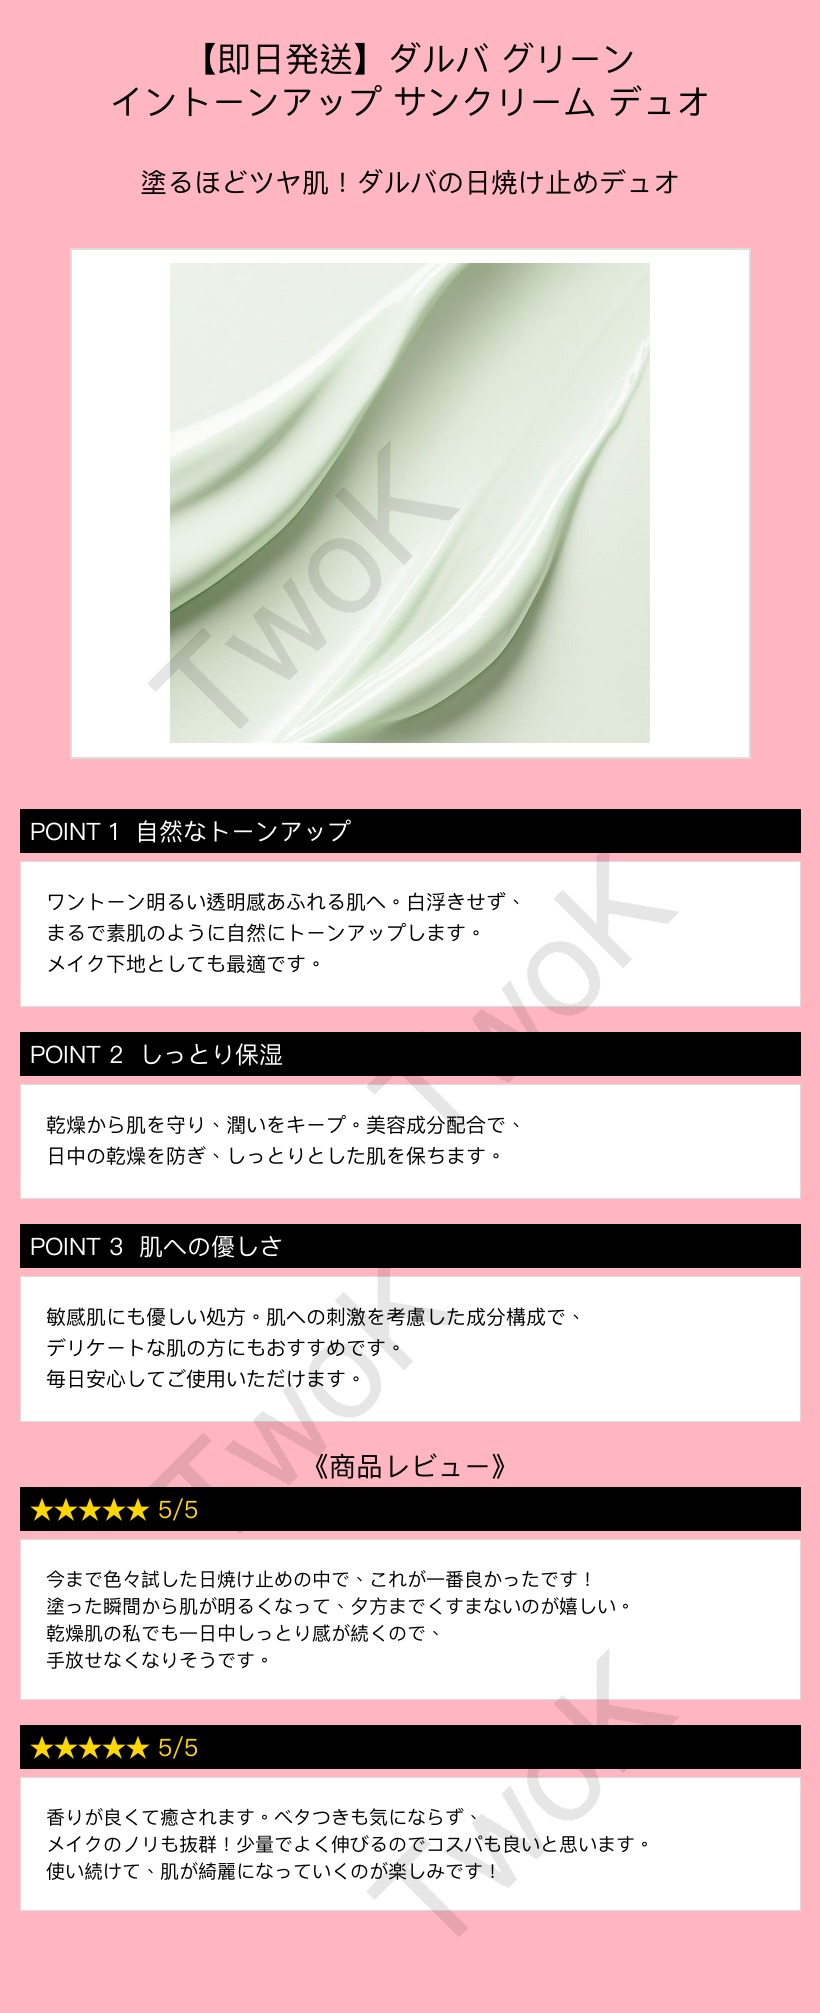 【即日発送】ダルバ グリーン
イントーンアップ サンクリーム デュオ
塗るほどツヤ肌！ダルバの日焼け止めデュオ
TwoK
POINT 1 自然なトーンアップ
ワントーン明るい透明感あふれる肌へ。白浮きせず、
まるで素肌のように自然にトーンアップします。
メイク下地としても最適です。
TwoK
POINT 2 しっとり保湿
乾燥から肌を守り、潤いをキープ。美容成分配合で、
日中の乾燥を防ぎ、しっとりとした肌を保ちます。
POINT 3 肌への優しさ
敏感肌にも優しい処方。肌への刺激を考慮した成分構成で、
デリケートな肌の方にもおすすめです。
毎日安心してご使用いただけます。
TwoK
《商品レビュー》
★★★★★ 5/5
今まで色々試した日焼け止めの中で、これが一番良かったです！
塗った瞬間から肌が明るくなって、夕方までくすまないのが嬉しい。
乾燥肌の私でも一日中しっとり感が続くので、
手放せなくなりそうです。
★★★★★ 5/5
香りが良くて癒されます。ベタつきも気にならず、
メイクのノリも抜群！少量でよく伸びるのでコスパも良いと思います。
使い続けて、肌が綺麗になっていくのが楽しみです！
TwoK